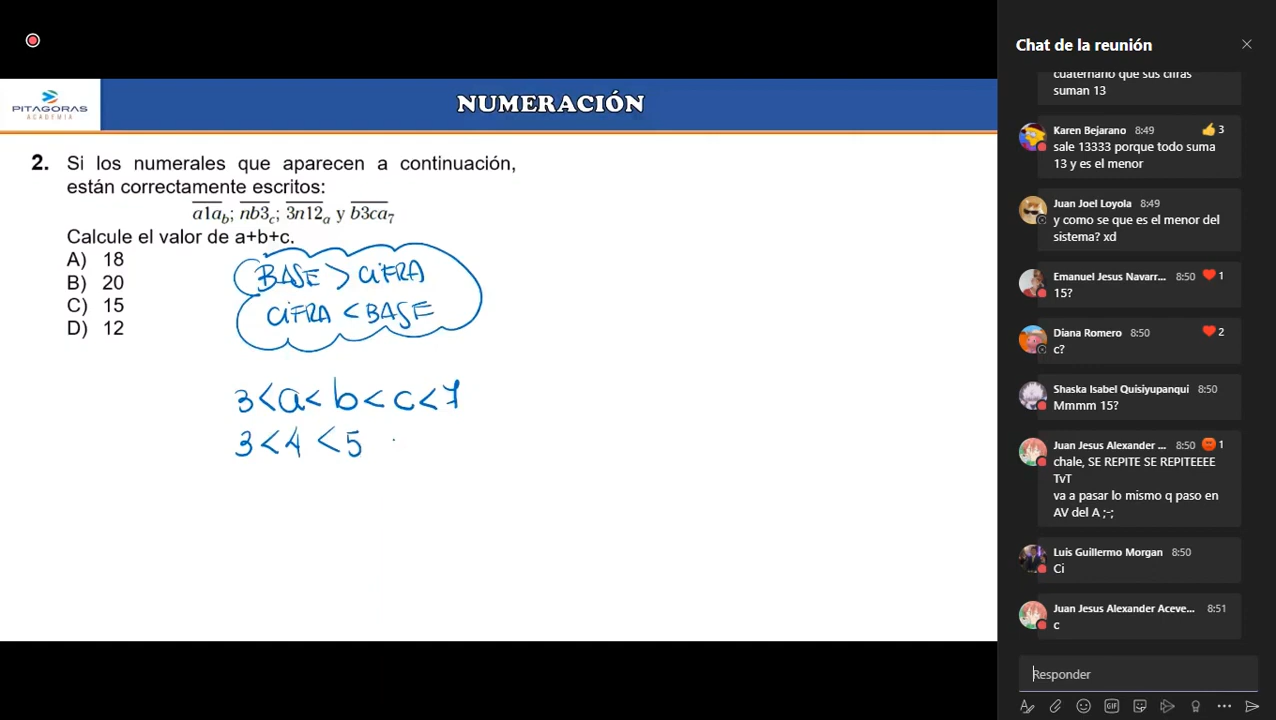 PITAGORAS
ACADEMIA
NUMERACIÓN
2. Si los numerales que aparecen a continuación,
están correctamente escritos:
a1a_b; nb3_c; 3n12_a y b3ca_7
Calcule el valor de a+b+c.
A) 18
B) 20
C) 15
D) 12
BASE > CIFRA
CIFRA < BASE
3<a<b<c<7
3<4<5
Chat de la reunión
cuaternario que sus cifras
suman 13
Karen Bejarano 8:49 3
sale 13333 porque todo suma
13 y es el menor
Juan Joel Loyola 8:49
y como se que es el menor del
sistema? xd
Emanuel Jesus Navarr... 8:50 1
15?
Diana Romero 8:50 2
c?
Shaska Isabel Quisiyupanqui 8:50
Mmmm 15?
Juan Jesus Alexander ... 8:50 1
chale, SE REPITE SE REPITEEEE
TvT
va a pasar lo mismo q paso en
AV del A ;-;
Luis Guillermo Morgan 8:50
Ci
Juan Jesus Alexander Aceve... 8:51
c
Responder
GIF